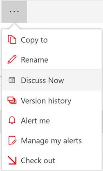 ...
Copy to
Rename
Discuss Now
Version history
Alert me
Manage my alerts
Check out